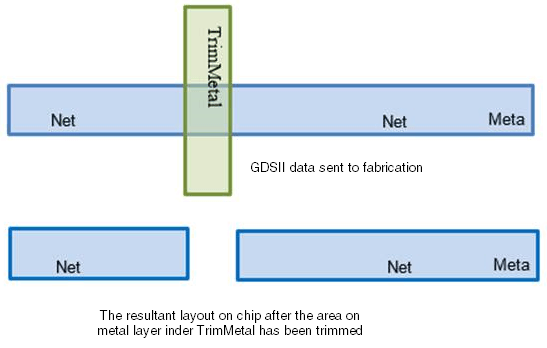 TrimMetal
Net Net Meta
GDSII data sent to fabrication
Net Net Meta
The resultant layout on chip after the area on
metal layer inder TrimMetal has been trimmed